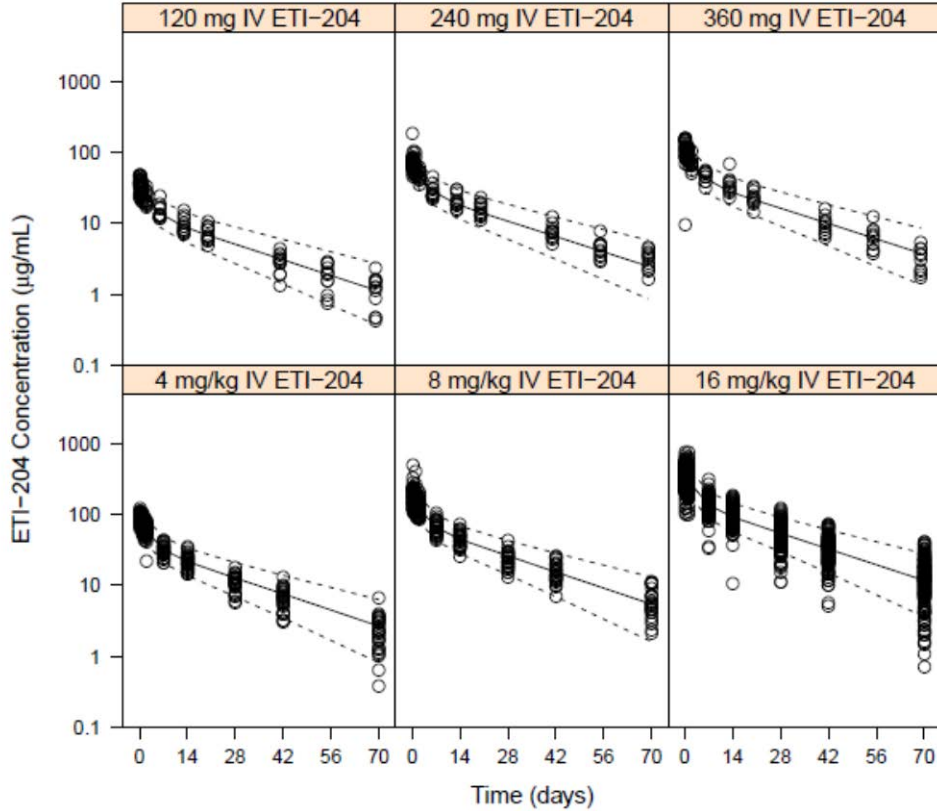 120 mg IV ETI−204
240 mg IV ETI−204
360 mg IV ETI−204
1000
100
10
1
0.1
4 mg/kg IV ETI−204
8 mg/kg IV ETI−204
16 mg/kg IV ETI−204
1000
100
10
1
0.1
ETI−204 Concentration (µg/mL)
0 14 28 42 56 70
0 14 28 42 56 70
0 14 28 42 56 70
Time (days)